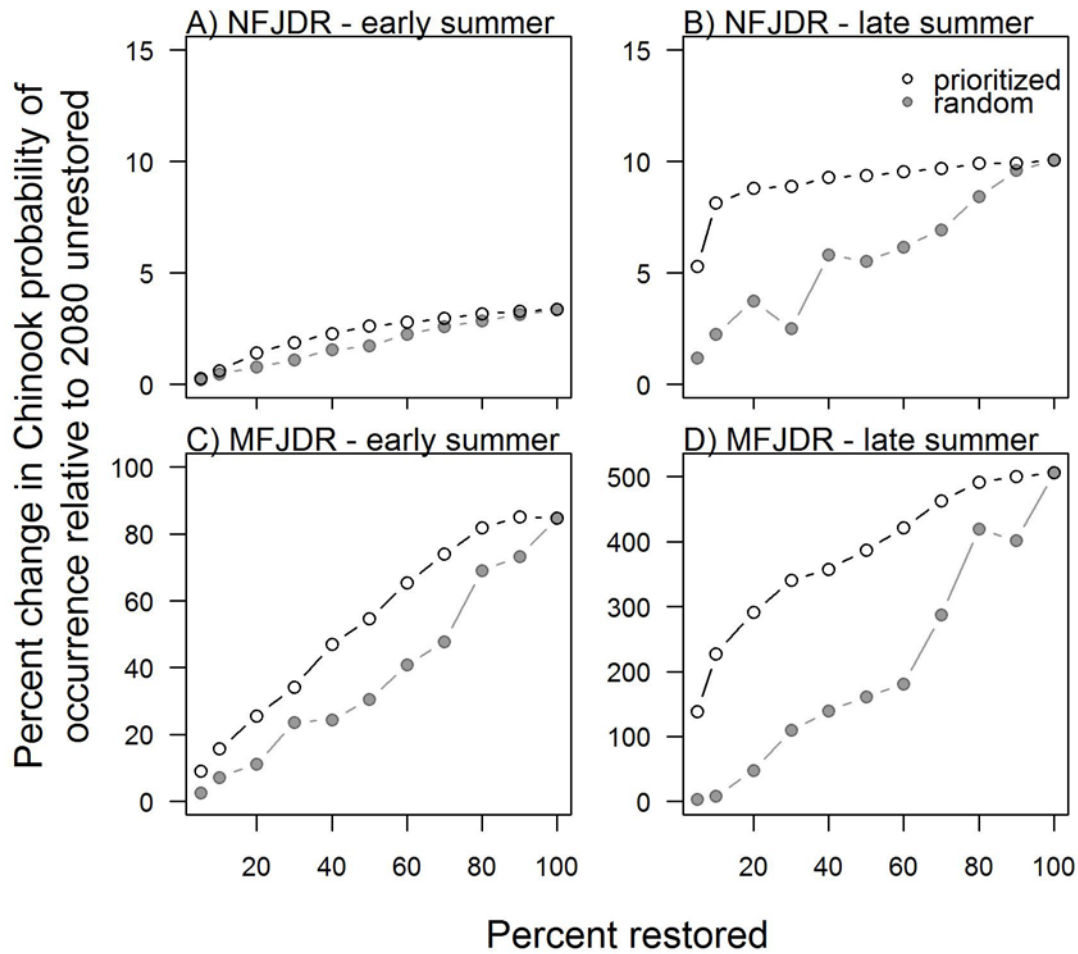 Percent change in Chinook probability of
occurrence relative to 2080 unrestored
A) NFJDR - early summer
15
10
5
0
B) NFJDR - late summer
15
10
5
0
prioritized
random
C) MFJDR - early summer
100
80
60
40
20
0
20 40 60 80 100
D) MFJDR - late summer
500
400
300
200
100
0
20 40 60 80 100
Percent restored